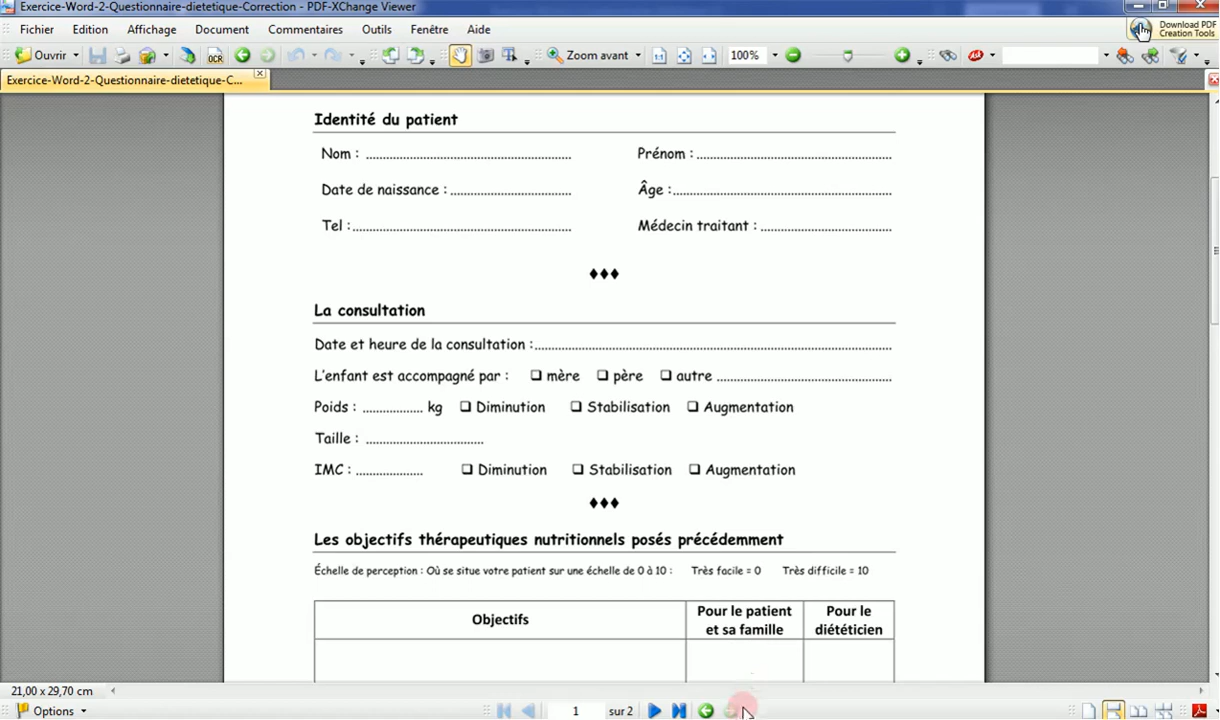 Exercice-Word-2-Questionnaire-dietetique-Correction - PDF-XChange Viewer
Fichier Edition Affichage Document Commentaires Outils Fenêtre Aide
Download PDF
Creation Tools
Ouvrir OCR Zoom avant 100%
Exercice-Word-2-Questionnaire-dietetique-C...
Identité du patient
Nom : .................................................... Prénom : ....................................................
Date de naissance : ............................... Âge : ........................................................
Tel : ....................................................... Médecin traitant : .................................
♦♦♦
La consultation
Date et heure de la consultation : ..........................................................................................
L'enfant est accompagné par : ❑ mère ❑ père ❑ autre ............................................
Poids : ................ kg ❑ Diminution ❑ Stabilisation ❑ Augmentation
Taille : ..............................
IMC : .................. ❑ Diminution ❑ Stabilisation ❑ Augmentation
♦♦♦
Les objectifs thérapeutiques nutritionnels posés précédemment
Échelle de perception : Où se situe votre patient sur une échelle de 0 à 10 : Très facile = 0 Très difficile = 10
Objectifs
Pour le patient
et sa famille
Pour le
diététicien
21,00 x 29,70 cm
Options 1 sur 2